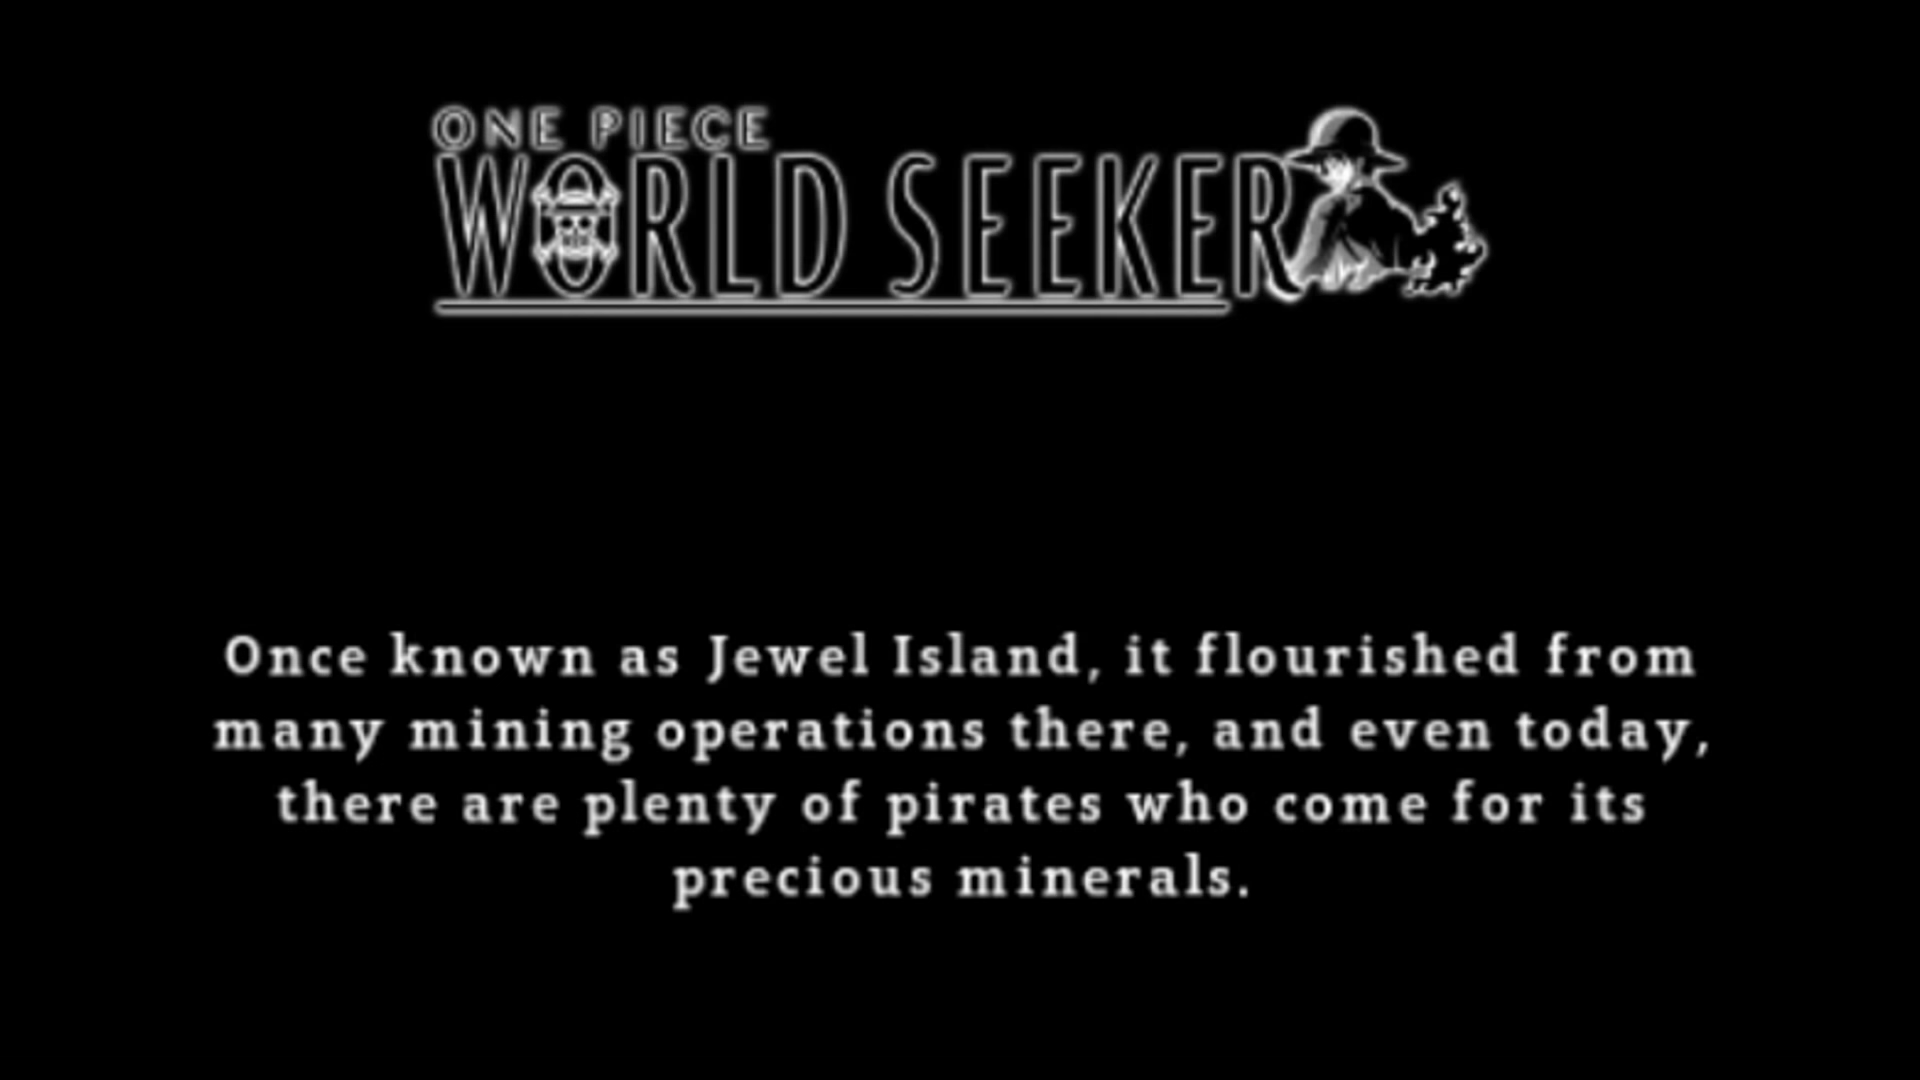 ONE PIECE
WORLD SEEKER
Once known as Jewel Island, it flourished from
many mining operations there, and even today,
there are plenty of pirates who come for its
precious minerals.